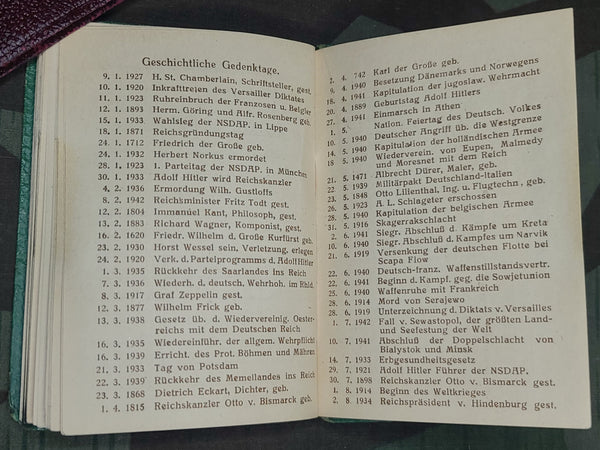 Geschichtliche Gedenktage.
9. 1. 1927 H. St. Chamberlain, Schriftsteller, gest.
10. 1. 1920 Inkrafttreten des Versailler Diktates
11. 1. 1923 Ruhreinbruch der Franzosen u. Belgier
12. 1. 1893 Herm. Göring und Alfr. Rosenberg geb.
15. 1. 1933 Wahlsieg der NSDAP. in Lippe
18. 1. 1871 Reichsgründungstag
24. 1. 1712 Friedrich der Große geb.
24. 1. 1932 Herbert Norkus ermordet
28. 1. 1923 1. Parteitag der NSDAP. in München
30. 1. 1933 Adolf Hitler wird Reichskanzler
4. 2. 1936 Ermordung Wilh. Gustloffs
8. 2. 1942 Reichsminister Fritz Todt gest.
12. 2. 1804 Immanuel Kant, Philosoph, gest.
13. 2. 1883 Richard Wagner, Komponist, gest.
16. 2. 1620 Friedr. Wilhelm d. Große Kurfürst geb.
23. 2. 1930 Horst Wessel sein. Verletzung. erlegen
24. 2. 1920 Verk. d. Parteiprogramms d. Adolf Hitler
1. 3. 1935 Rückkehr des Saarlandes ins Reich
7. 3. 1936 Wiederh. d. deutsch. Wehrhoh. im Rhld.
8. 3. 1917 Graf Zeppelin gest.
12. 3. 1877 Wilhelm Frick geb.
13. 3. 1938 Gesetz üb. d. Wiedervereinig. Oester-
reichs mit dem Deutschen Reich
16. 3. 1935 Wiedereinführ. der allgem. Wehrpflicht
16. 3. 1939 Erricht. des Prot. Böhmen und Mähren
21. 3. 1933 Tag von Potsdam
22. 3. 1939 Rückkehr des Memellandes ins Reich
23. 3. 1868 Dietrich Eckart, Dichter, geb.
1. 4. 1815 Reichskanzler Otto v. Bismarck geb.
2. 4. 742 Karl der Große geb.
9. 4. 1940 Besetzung Dänemarks und Norwegens
18. 4. 1941 Kapitulation der jugoslaw. Wehrmacht
20. 4. 1889 Geburtstag Adolf Hitlers
27. 4. 1941 Einmarsch in Athen
1. 5. Nation. Feiertag des Deutsch. Volkes
10. 5. 1940 Deutscher Angriff üb. die Westgrenze
14. 5. 1940 Kapitulation der holländischen Armee
18. 5. 1940 Wiederverein. von Eupen, Malmedy
und Moresnet mit dem Reich
21. 5. 1471 Albrecht Dürer, Maler, geb.
22. 5. 1939 Militärpakt Deutschland-Italien
23. 5. 1848 Otto Lilienthal, Ing. u. Flugtechn., geb.
26. 5. 1923 A. L. Schlageter erschossen
28. 5. 1940 Kapitulation der belgischen Armee
31. 5. 1916 Skagerrakschlacht
2. 6. 1941 Siegr. Abschluß d. Kämpfe um Kreta
10. 6. 1940 Siegr. Abschluß d. Kampfes um Narvik
21. 6. 1919 Versenkung der deutschen Flotte bei
Scapa Flow
22. 6. 1940 Deutsch-franz. Waffenstillstandsvertr.
22. 6. 1941 Beginn d. Kampf. geg. die Sowjetunion
25. 6. 1940 Waffenruhe mit Frankreich
28. 6. 1914 Mord von Serajewo
28. 6. 1919 Unterzeichnung d. Diktats v. Versailles
1. 7. 1942 Fall v. Sewastopol, der größten Land-
und Seefestung der Welt
10. 7. 1941 Abschluß der Doppelschlacht von
Bialystok und Minsk
14. 7. 1933 Erbgesundheitsgesetz
29. 7. 1921 Adolf Hitler Führer der NSDAP.
30. 7. 1898 Reichskanzler Otto v. Bismarck gest.
1. 8. 1914 Beginn des Weltkrieges
2. 8. 1934 Reichspräsident v. Hindenburg gest.